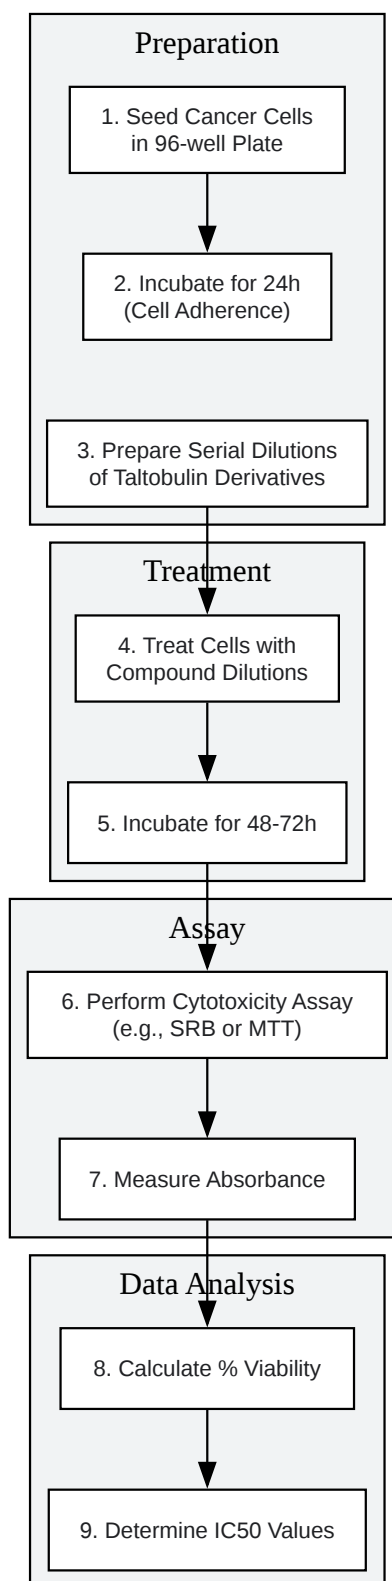 Preparation
1. Seed Cancer Cells
in 96-well Plate
2. Incubate for 24h
(Cell Adherence)
3. Prepare Serial Dilutions
of Taltobulin Derivatives
Treatment
4. Treat Cells with
Compound Dilutions
5. Incubate for 48-72h
Assay
6. Perform Cytotoxicity Assay
(e.g., SRB or MTT)
7. Measure Absorbance
Data Analysis
8. Calculate % Viability
9. Determine IC50 Values